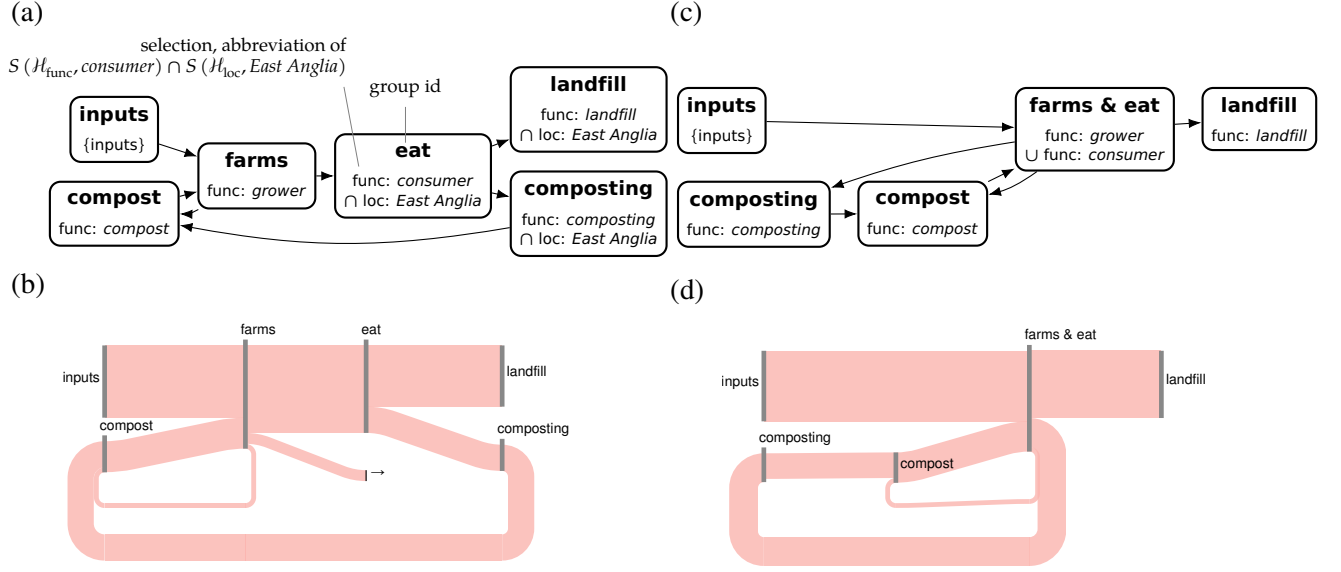 (a)
selection, abbreviation of
S (ℋfunc, consumer) ∩ S (ℋloc, East Anglia)
group id
inputs
{inputs}
farms
func: grower
compost
func: compost
eat
func: consumer
∩ loc: East Anglia
landfill
func: landfill
∩ loc: East Anglia
composting
func: composting
∩ loc: East Anglia
(c)
inputs
{inputs}
farms & eat
func: grower
∪ func: consumer
landfill
func: landfill
composting
func: composting
compost
func: compost
(b)
farms
eat
inputs
landfill
compost
composting
→
(d)
farms & eat
inputs
landfill
composting
compost